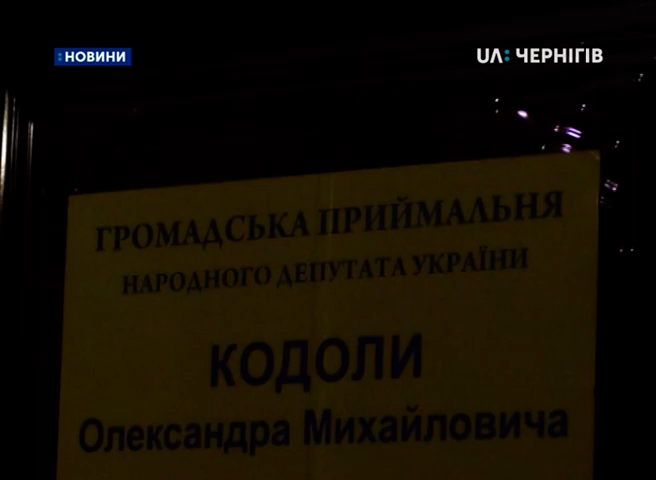 :НОВИНИ
UA: ЧЕРНІГІВ
ГРОМАДСЬКА ПРИЙМАЛЬНЯ
НАРОДНОГО ДЕПУТАТА УКРАЇНИ
КОДОЛИ
Олександра Михайловича